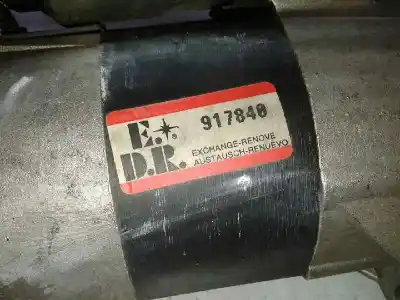 E. 917840
D.R. EXCHANGE-RENOVE
AUSTAUSCH-RENUEVO